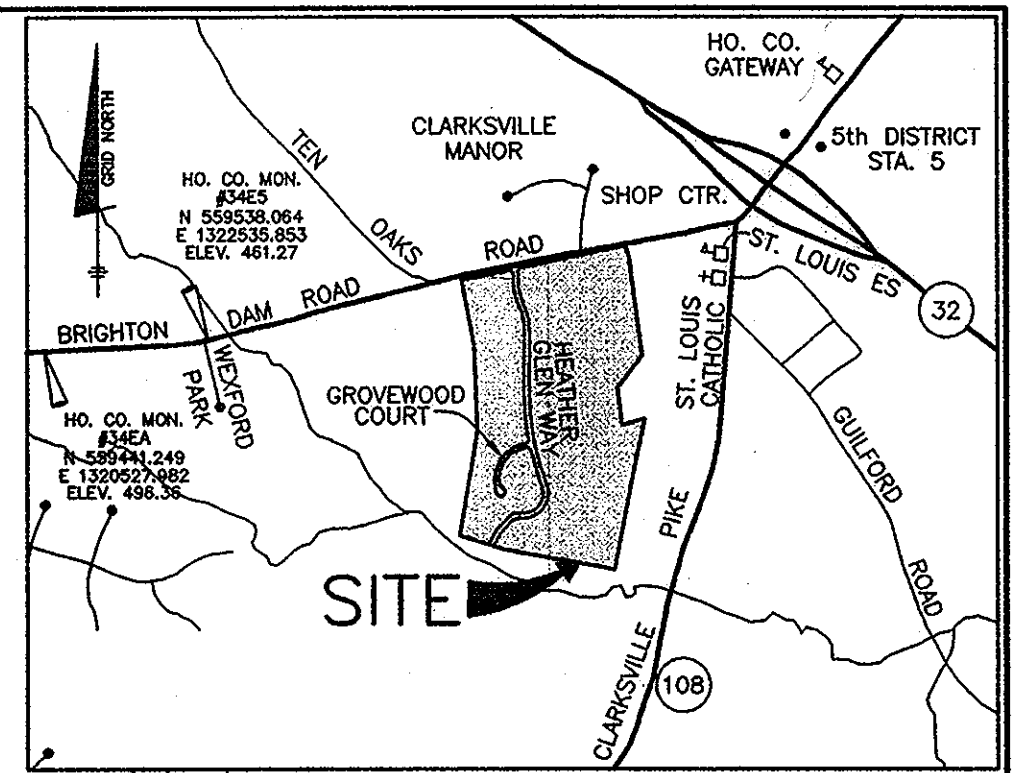 HO. CO.
GATEWAY
GRID NORTH
TEN
OAKS
CLARKSVILLE
MANOR
5th DISTRICT
STA. 5
HO. CO. MON.
#34E5
N 559538.064
E 1322535.853
ELEV. 461.27
SHOP CTR.
BRIGHTON DAM ROAD ROAD
ST. LOUIS ES
32
WEXFORD
PARK
HEATHER
GLEN WAY
ST. LOUIS
CATHOLIC
GROVEWOOD
COURT
HO. CO. MON.
#34EA
N 559441.249
E 1320527.982
ELEV. 498.36
GUILFORD
ROAD
SITE
CLARKSVILLE PIKE
108